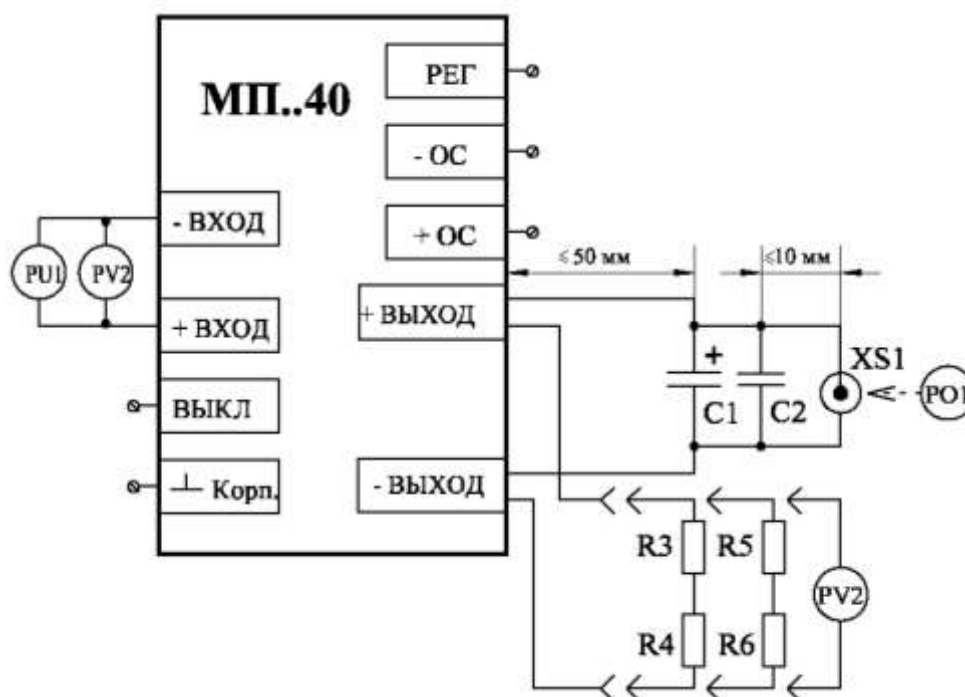 МП..40
РЕГ
- ОС
+ ОС
- ВХОД
+ ВХОД
ВЫКЛ
⊥ Корп.
+ ВЫХОД
- ВЫХОД
PU1
PV2
⩽50 мм
⩽10 мм
+
C1
C2
XS1
PO1
R3
R5
R4
R6
PV2